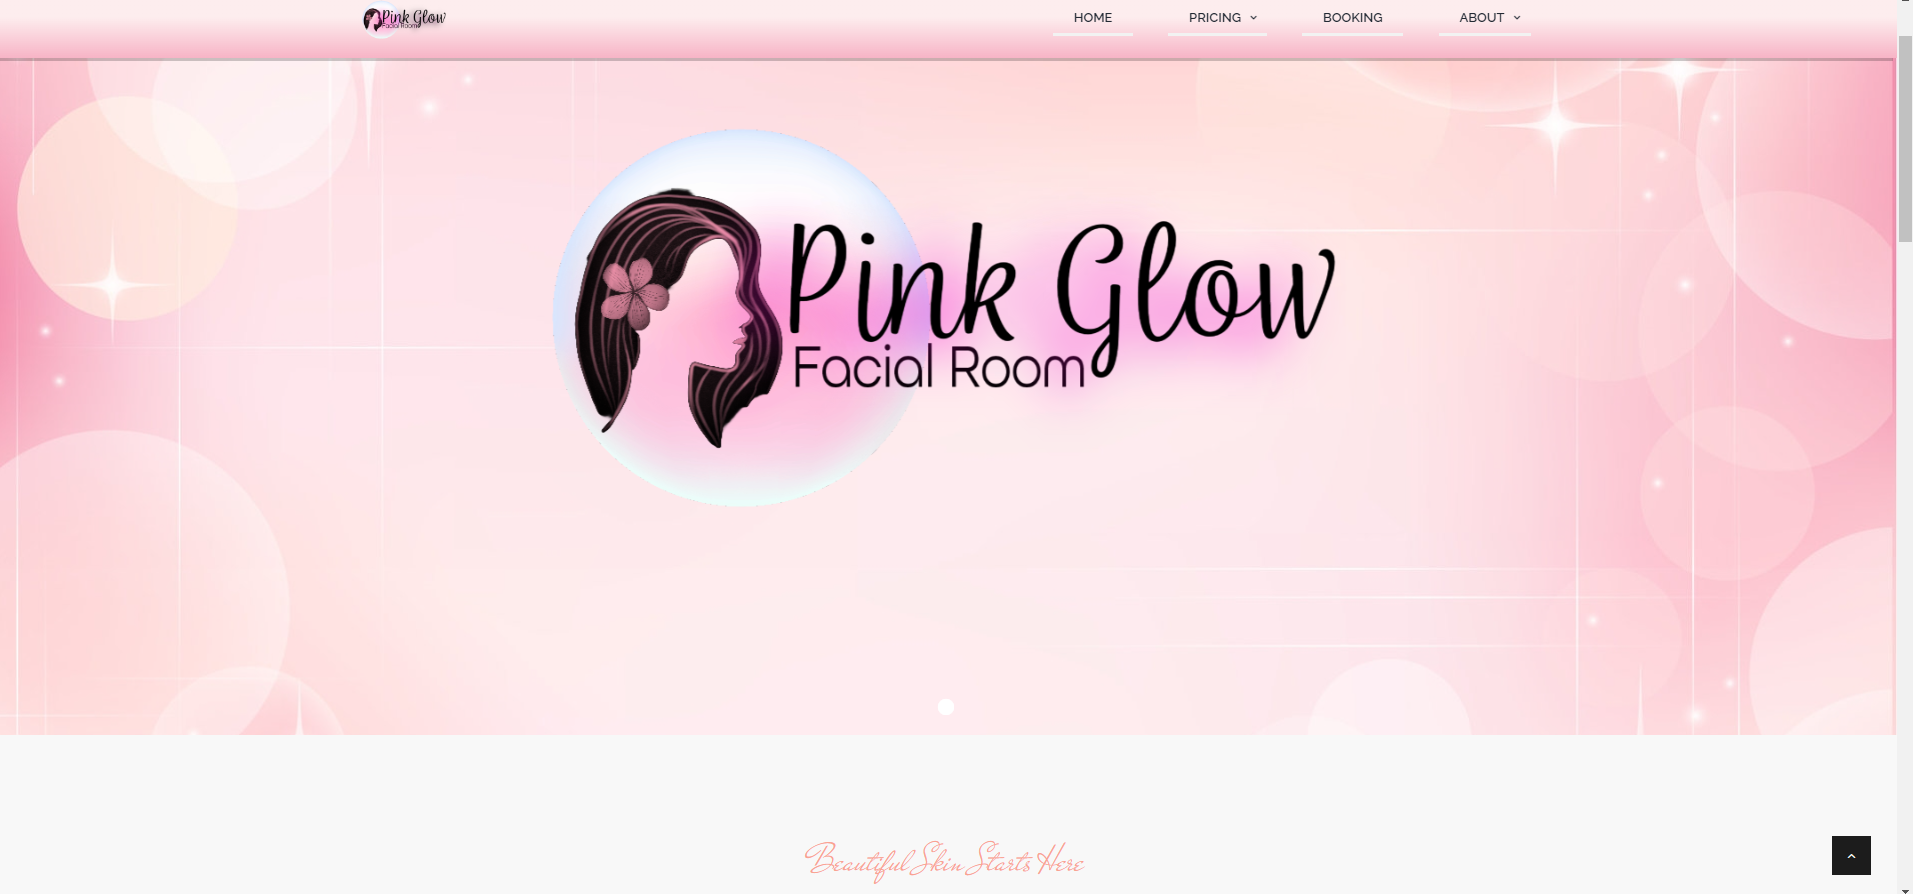 Pink Glow
Facial Room
HOME
PRICING
BOOKING
ABOUT
Pink Glow
Facial Room
Beautiful Skin Starts Here